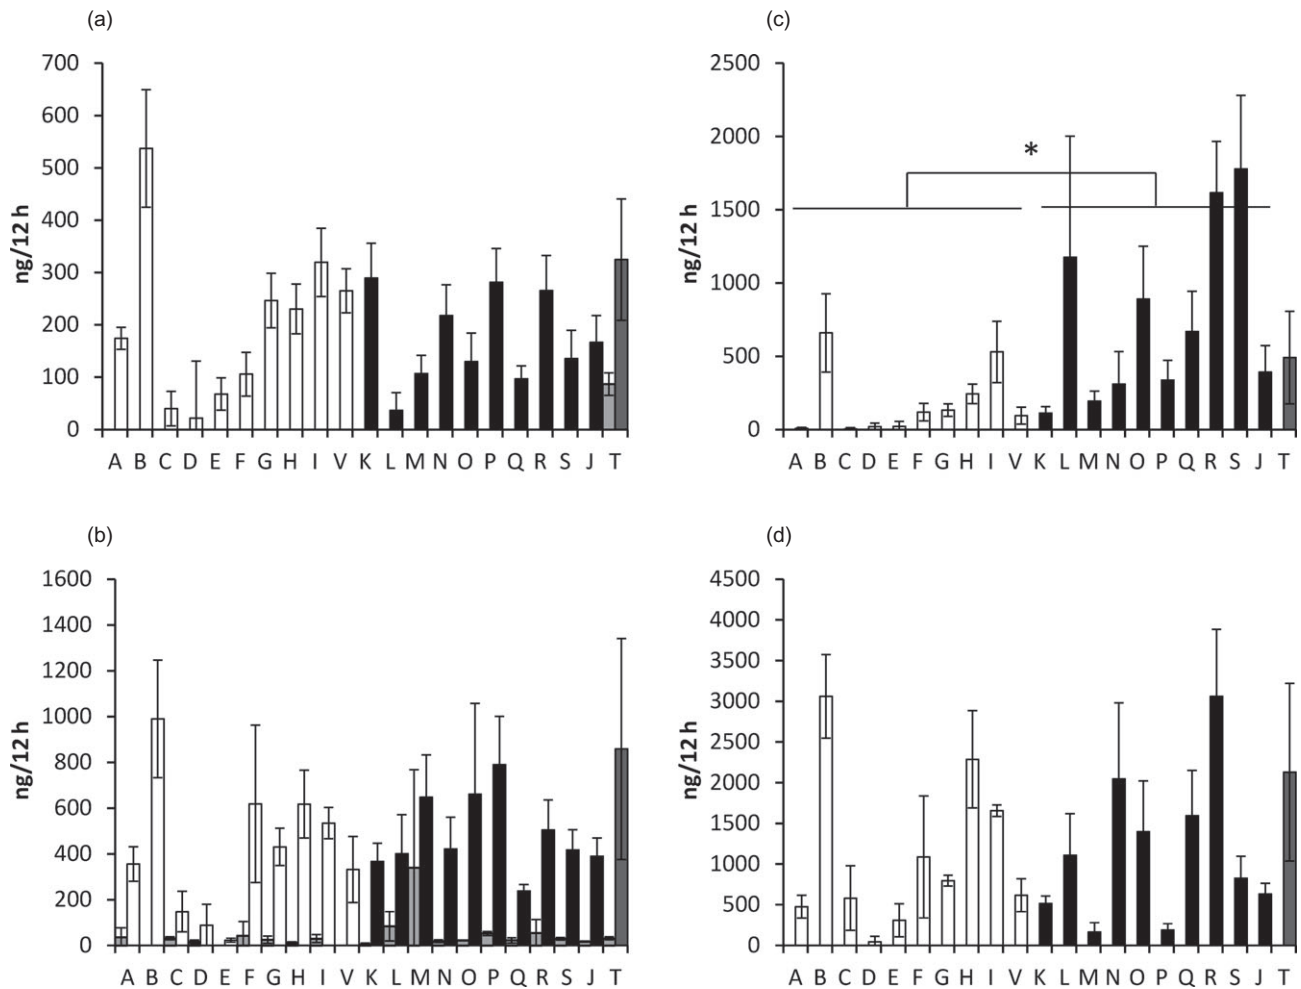 (a)
700
600
500
400
300
200
100
0
ng/12 h
A B C D E F G H I V K L M N O P Q R S J T
(c)
2500
2000
1500
1000
500
0
ng/12 h
*
A B C D E F G H I V K L M N O P Q R S J T
(b)
1600
1400
1200
1000
800
600
400
200
0
ng/12 h
A B C D E F G H I V K L M N O P Q R S J T
(d)
4500
4000
3500
3000
2500
2000
1500
1000
500
0
ng/12 h
A B C D E F G H I V K L M N O P Q R S J T